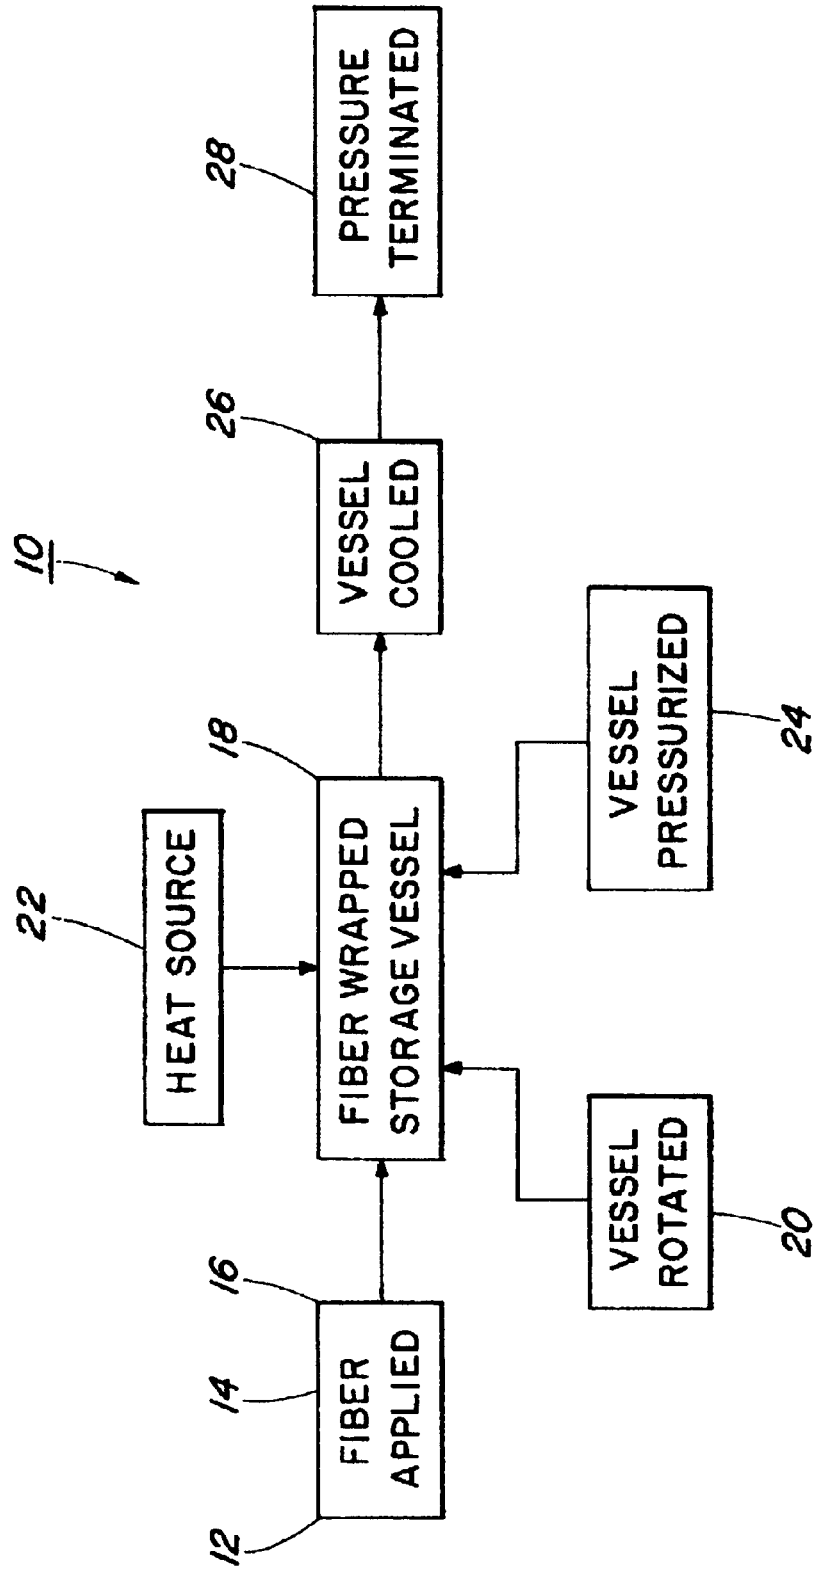 10
22
HEAT SOURCE
12
14
16
FIBER
APPLIED
18
FIBER WRAPPED
STORAGE VESSEL
26
VESSEL
COOLED
28
PRESSURE
TERMINATED
VESSEL
ROTATED
20
VESSEL
PRESSURIZED
24